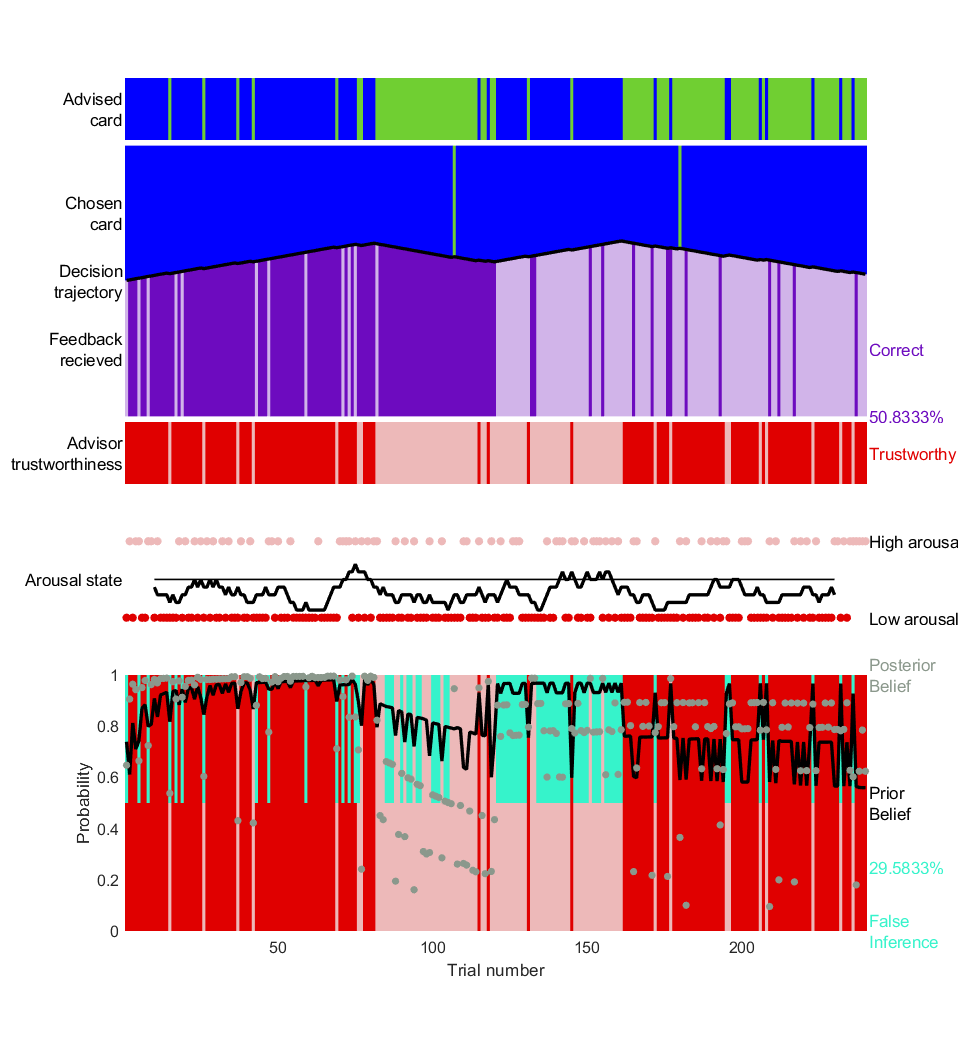 Advised
card
Chosen
card
Decision
trajectory
Feedback
recieved
Correct
50.8333%
Advisor
trustworthiness
Trustworthy
High arousa
Arousal state
Low arousal
Posterior
Belief
1
0.8
0.6
0.4
0.2
0
Probability
Prior
Belief
29.5833%
False
Inference
50
100
150
200
Trial number